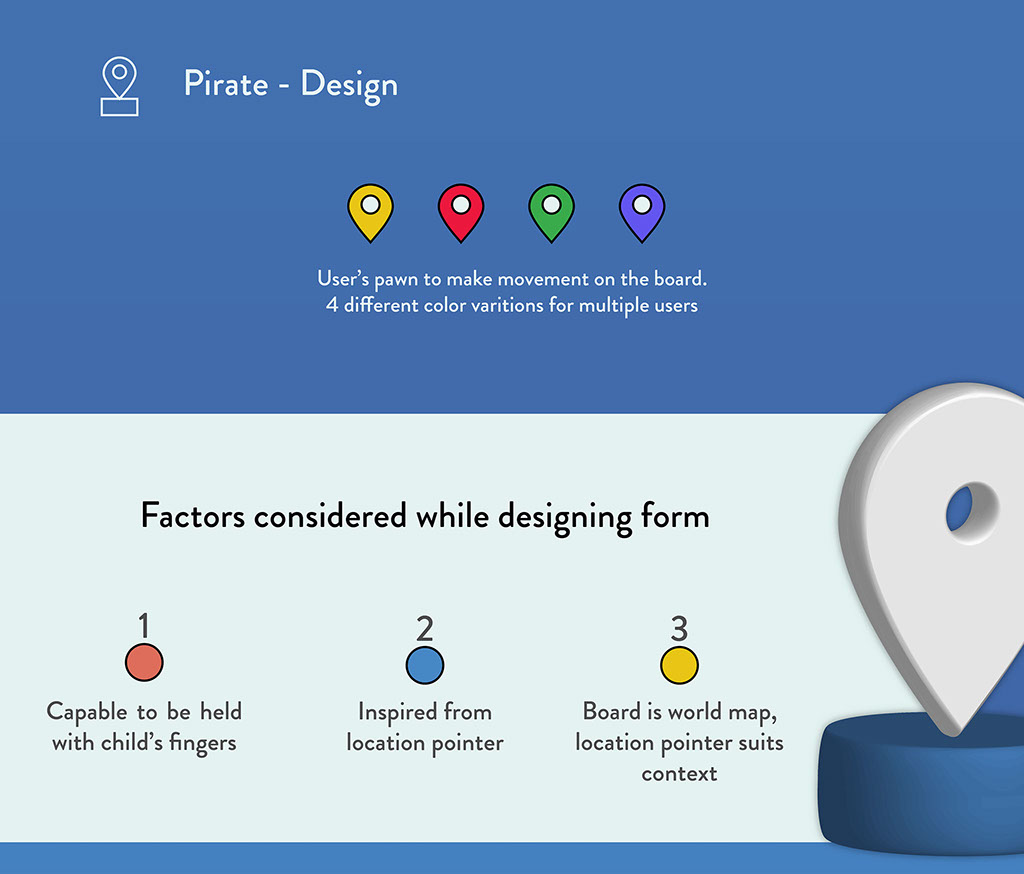 Pirate - Design
User's pawn to make movement on the board.
4 different color varitions for multiple users
Factors considered while designing form
1
Capable to be held
with child's fingers
2
Inspired from
location pointer
3
Board is world map,
location pointer suits
context